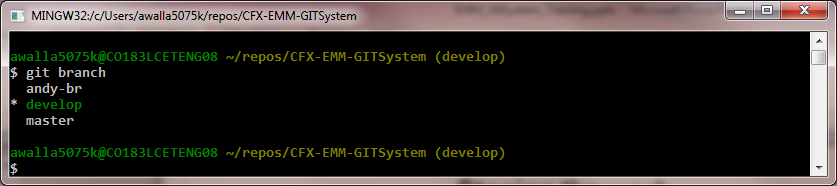 MINGW32:/c/Users/awalla5075k/repos/CFX-EMM-GITSystem
awalla5075k@CO183LCETENG08 ~/repos/CFX-EMM-GITSystem (develop)
$ git branch
  andy-br
* develop
  master
awalla5075k@CO183LCETENG08 ~/repos/CFX-EMM-GITSystem (develop)
$